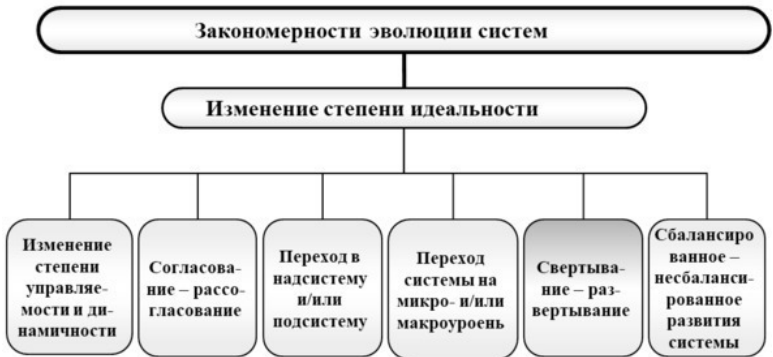 Закономерности эволюции систем
Изменение степени идеальности
Изменение
степени
управляе-
мости и ди-
намичности
Согласова-
ние – рассо-
гласование
Переход в
надсистему
и/или
подсистему
Переход
системы на
микро- и/или
макроуроень
Свертыва-
ние – раз-
вертывание
Сбалансиро
ванное –
несбаланси-
рованное
развития
системы